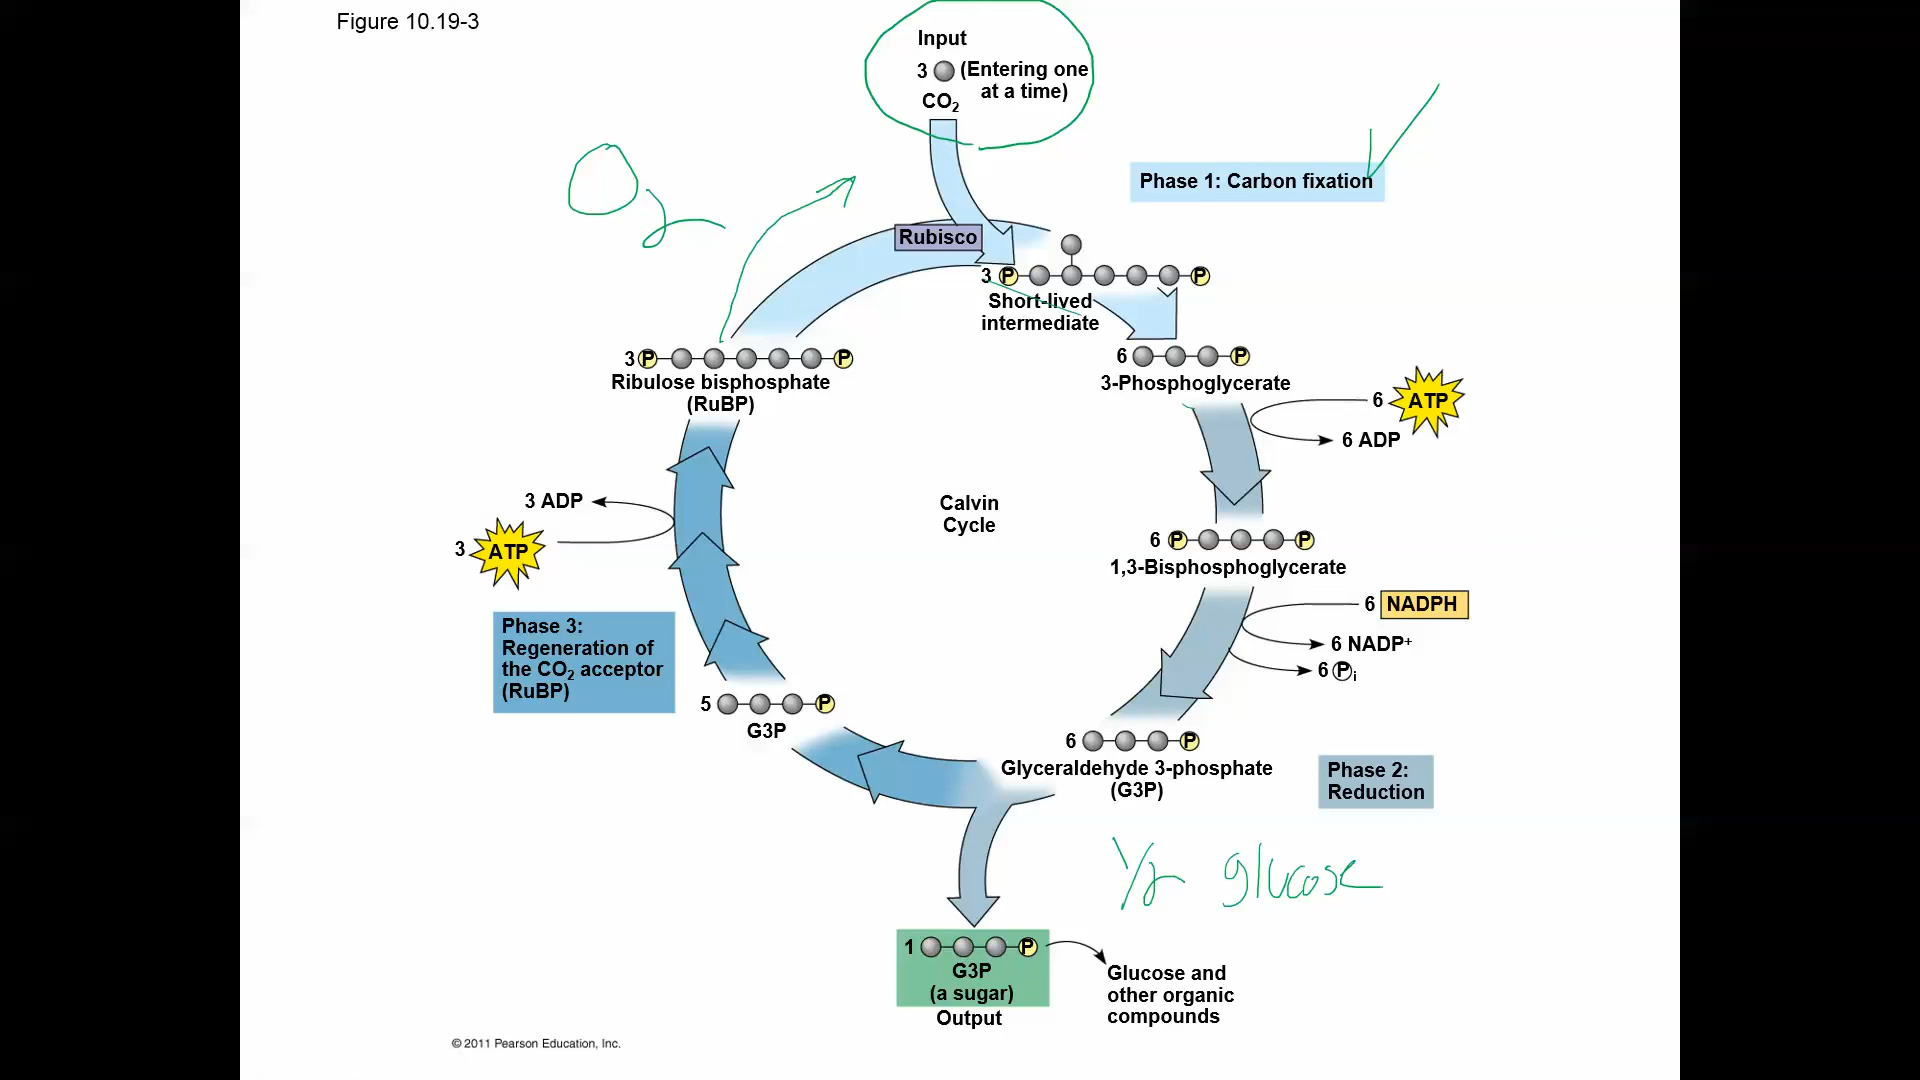 Figure 10.19-3
Input
3 (Entering one
at a time)
CO₂
O₂
Phase 1: Carbon fixation
Rubisco
3 P P
Short-lived
intermediate
3 P P
Ribulose bisphosphate
(RuBP)
6 P
3-Phosphoglycerate
6 ATP
6 ADP
3 ADP
3 ATP
Calvin
Cycle
6 P P
1,3-Bisphosphoglycerate
6 NADPH
6 NADP⁺
6 Pᵢ
Phase 3:
Regeneration of
the CO₂ acceptor
(RuBP)
5 P
G3P
6 P
Glyceraldehyde 3-phosphate
(G3P)
Phase 2:
Reduction
1/2 glucose
1 P
G3P
(a sugar)
Output
Glucose and
other organic
compounds
© 2011 Pearson Education, Inc.